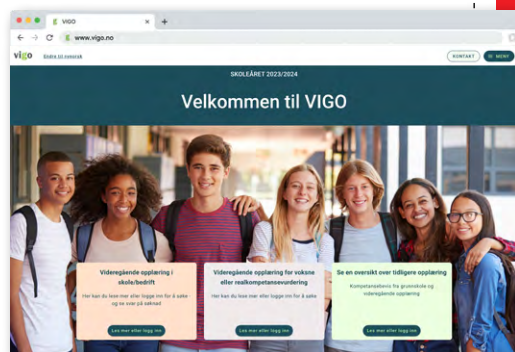 VIGO
www.vigo.no
vigo
Endre til nynorsk
KONTAKT
MENY
SKOLEÅRET 2023/2024
Velkommen til VIGO
Videregående opplæring i
skole/bedrift
Her kan du lese mer eller logge inn for å søke
og se svar på søknad
Les mer eller logg inn
Videregående opplæring for voksne
eller realkompetansevurdering
Her kan du lese mer eller logge inn for å søke
Les mer eller logg inn
Se en oversikt over tidligere opplæring
Kompetansebevis fra grunnskole og
videregående opplæring
Les mer eller logg inn